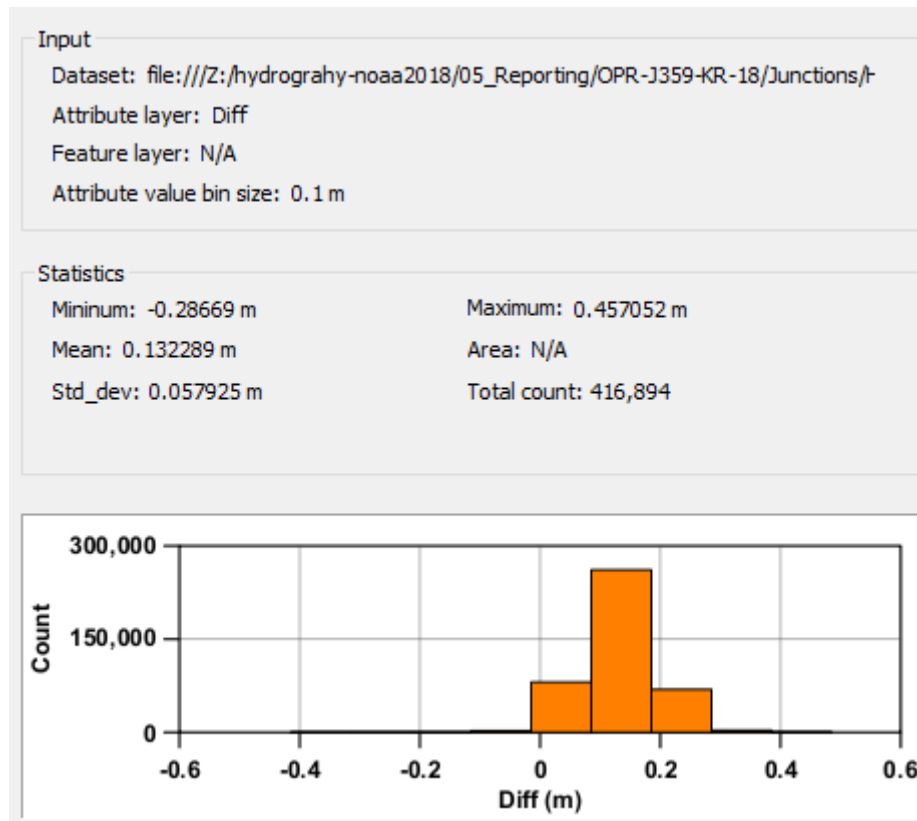 Input
Dataset: file:///Z:/hydrograhy-noaa2018/05_Reporting/OPR-J359-KR-18/Junctions/
Attribute layer: Diff
Feature layer: N/A
Attribute value bin size: 0.1 m
Statistics
Mininum: -0.28669 m Maximum: 0.457052 m
Mean: 0.132289 m Area: N/A
Std_dev: 0.057925 m Total count: 416,894
300,000
150,000
0
Count
-0.6 -0.4 -0.2 0 0.2 0.4 0.6
Diff (m)